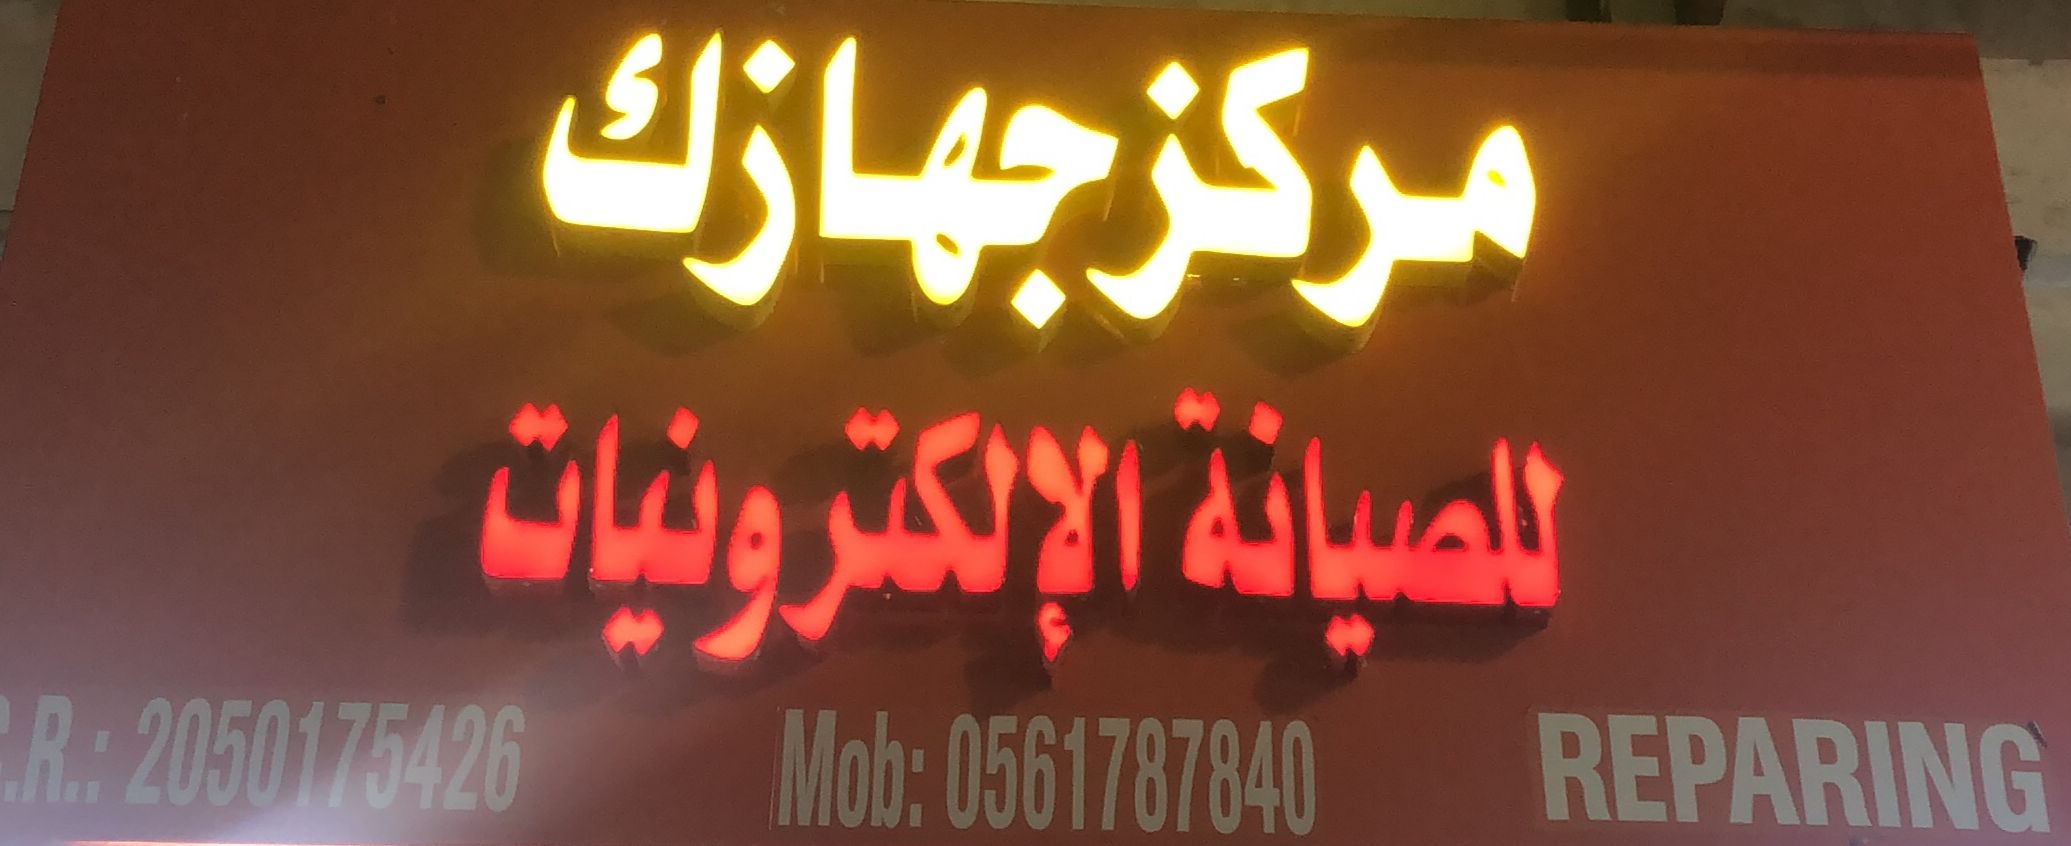 مركز جهازك
للصيانة الإلكترونيات
C.R.: 2050175426 Mob: 0561787840 REPARING